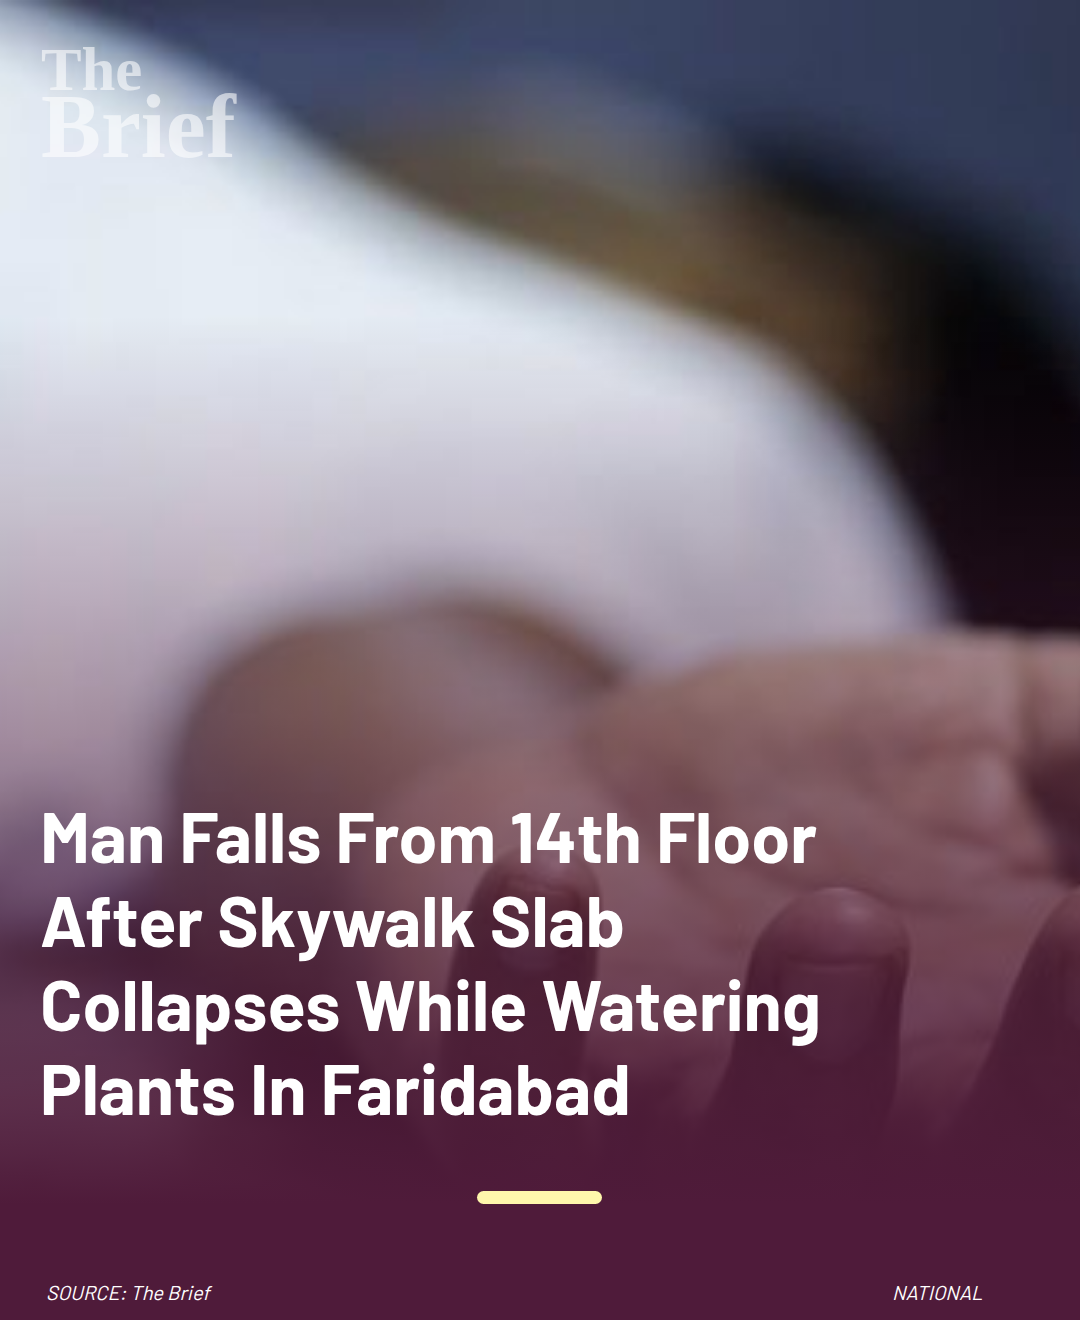 The
Brief
Man Falls From 14th Floor
After Skywalk Slab
Collapses While Watering
Plants In Faridabad
SOURCE: The Brief
NATIONAL